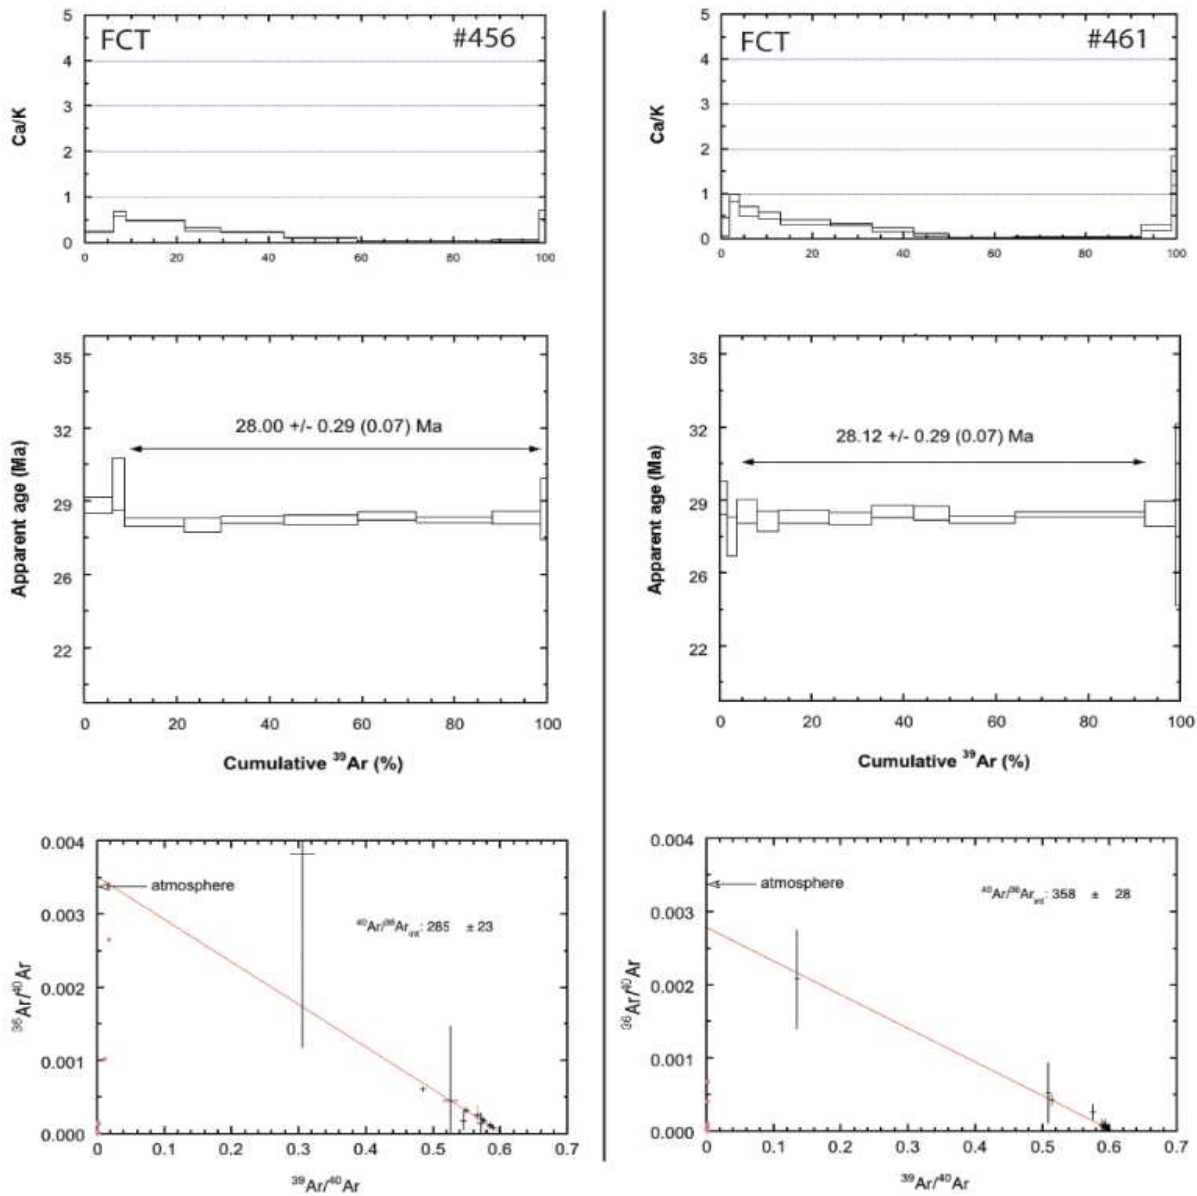 FCT #456
5
4
3
2
1
0
Ca/K
0 20 40 60 80 100
35
32
29
26
22
Apparent age (Ma)
28.00 +/- 0.29 (0.07) Ma
0 20 40 60 80 100
Cumulative ³⁹Ar (%)
0.004
0.003
0.002
0.001
0.000
³⁶Ar/⁴⁰Ar
atmosphere
⁴⁰Ar/³⁶Ar_int: 285 ± 23
0 0.1 0.2 0.3 0.4 0.5 0.6 0.7
³⁹Ar/⁴⁰Ar
FCT #461
5
4
3
2
1
0
Ca/K
0 20 40 60 80 100
35
32
29
26
22
Apparent age (Ma)
28.12 +/- 0.29 (0.07) Ma
0 20 40 60 80 100
Cumulative ³⁹Ar (%)
0.004
0.003
0.002
0.001
0.000
³⁶Ar/⁴⁰Ar
atmosphere
⁴⁰Ar/³⁶Ar_int: 358 ± 28
0 0.1 0.2 0.3 0.4 0.5 0.6 0.7
³⁹Ar/⁴⁰Ar